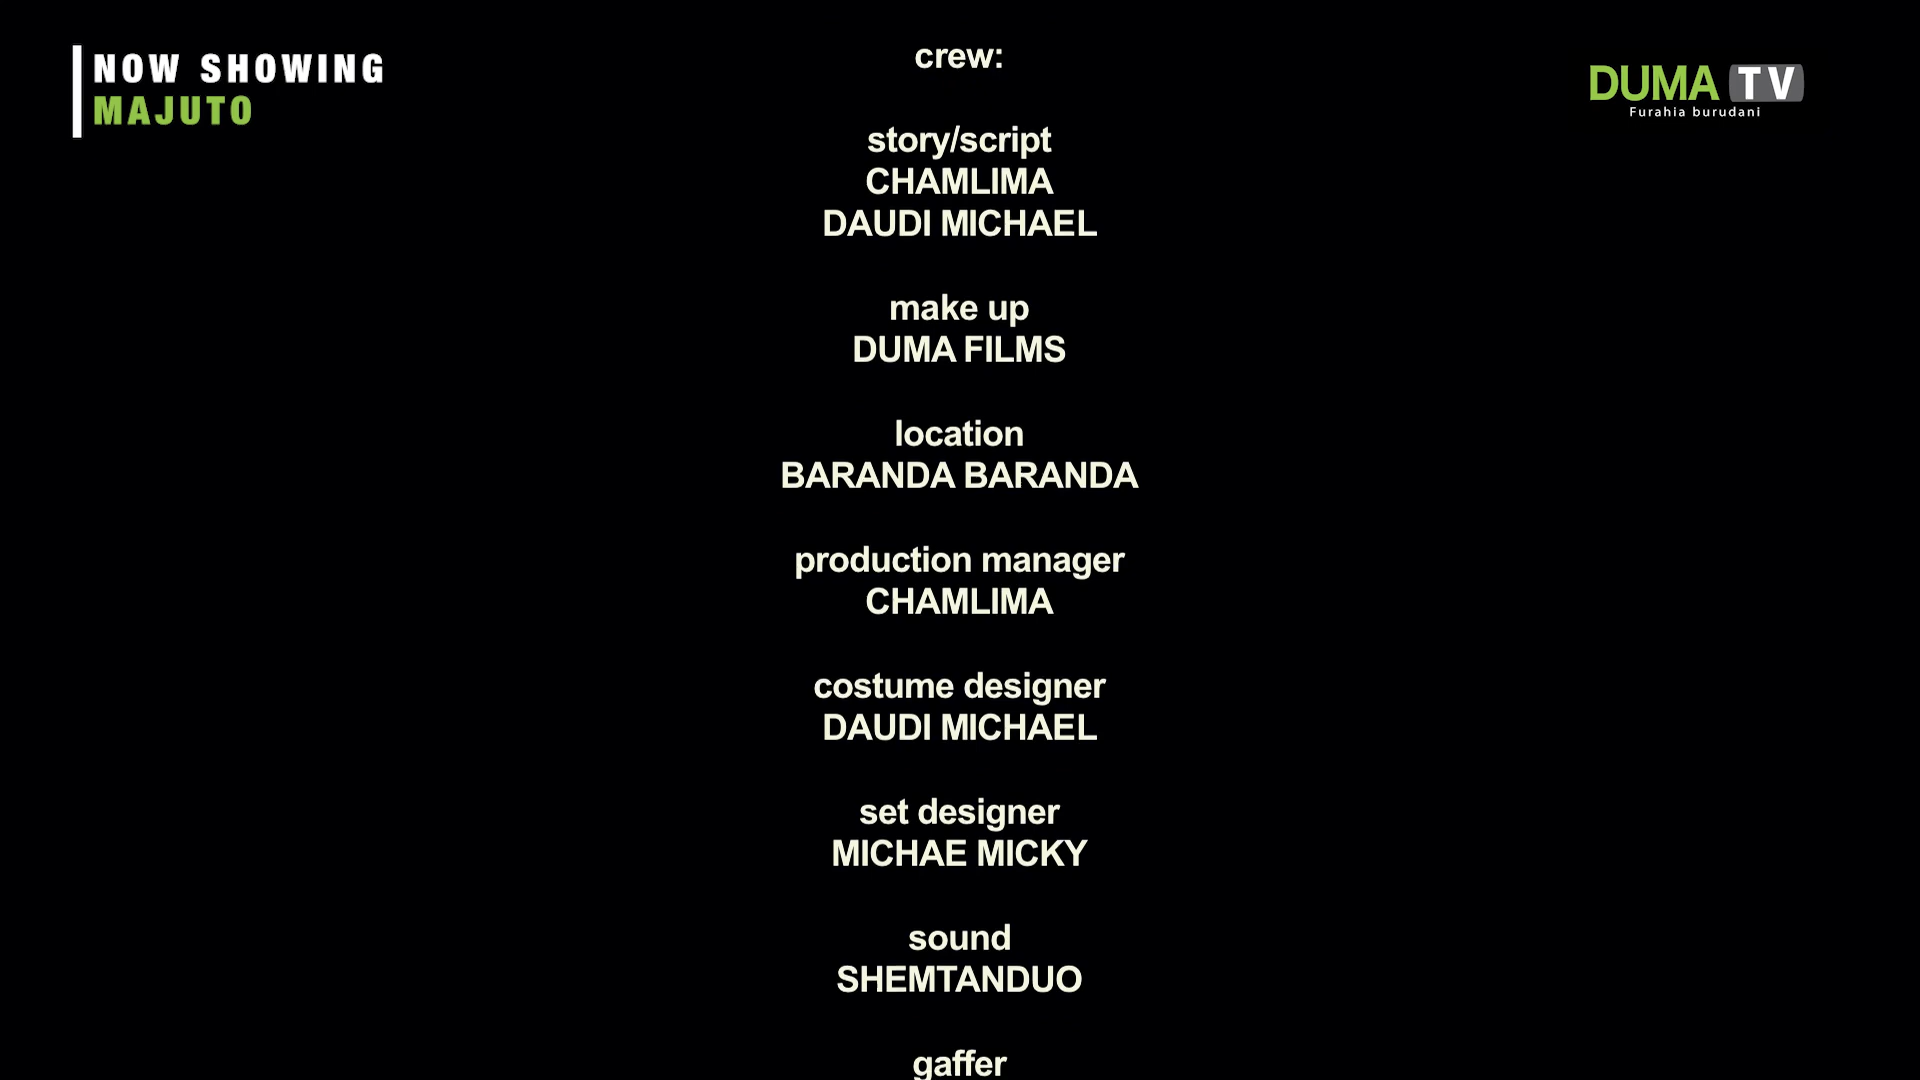 NOW SHOWING
MAJUTO
DUMA TV
Furahia burudani
crew:
story/script
CHAMLIMA
DAUDI MICHAEL
make up
DUMA FILMS
location
BARANDA BARANDA
production manager
CHAMLIMA
costume designer
DAUDI MICHAEL
set designer
MICHAE MICKY
sound
SHEMTANDUO
gaffer